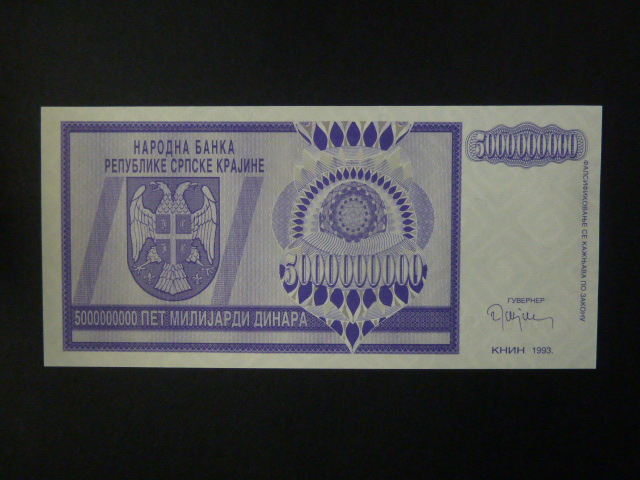 НАРОДНА БАНКА
РЕПУБЛИКЕ СРПСКЕ КРАЈИНЕ
5000000000
5000000000
5000000000 ПЕТ МИЛИЈАРДИ ДИНАРА
ФАЛСИФИКОВАЊЕ СЕ КАЖЊАВА ПО ЗАКОНУ
ГУВЕРНЕР
КНИН 1993.